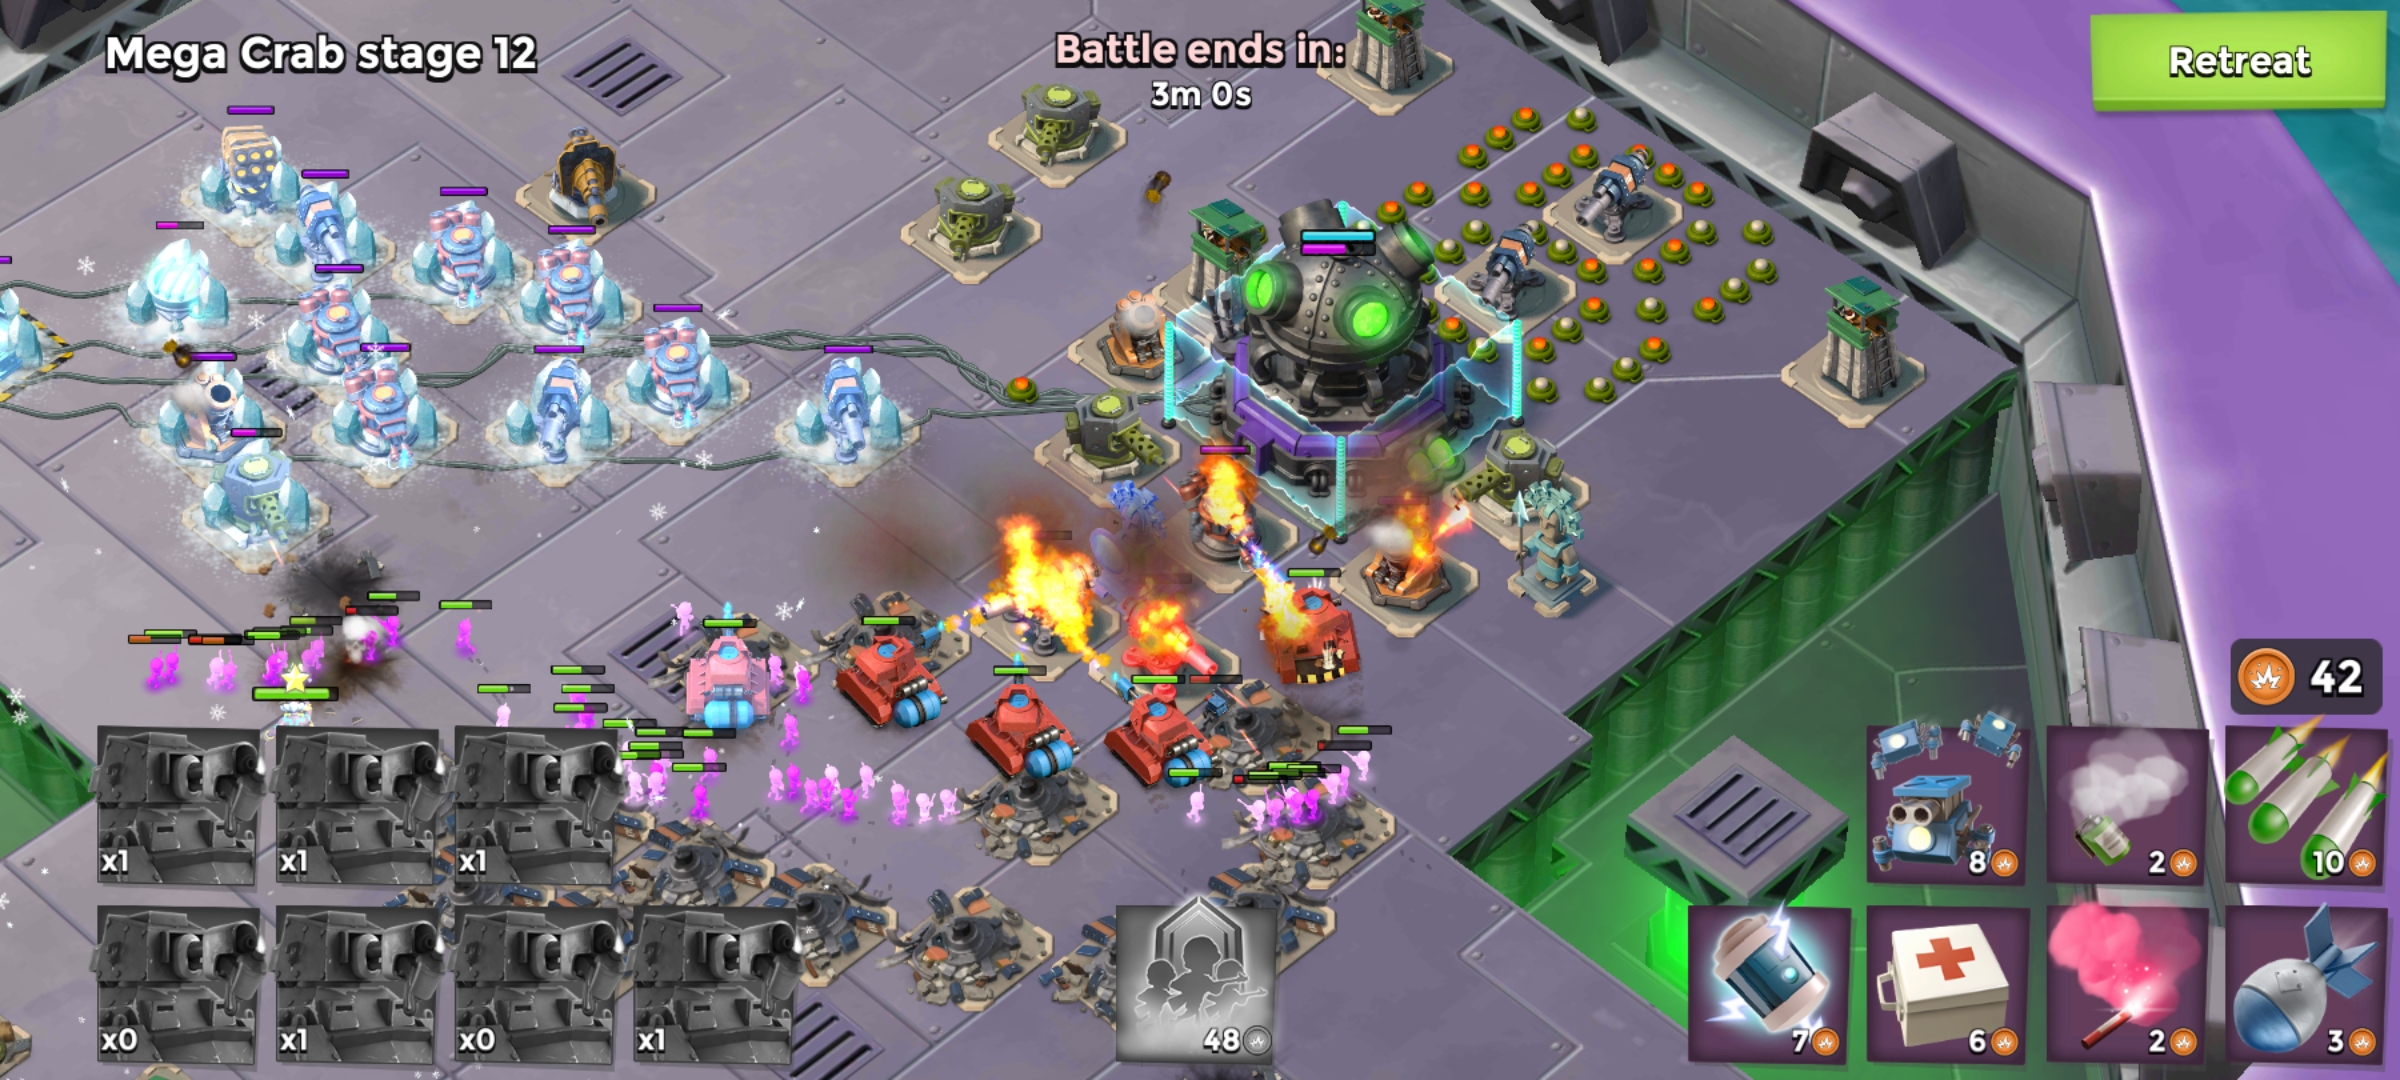 Mega Crab stage 12
Battle ends in:
3m 0s
Retreat
42
8
2
10
x1
x1
x1
x0
x1
x0
x1
48
7
6
2
3